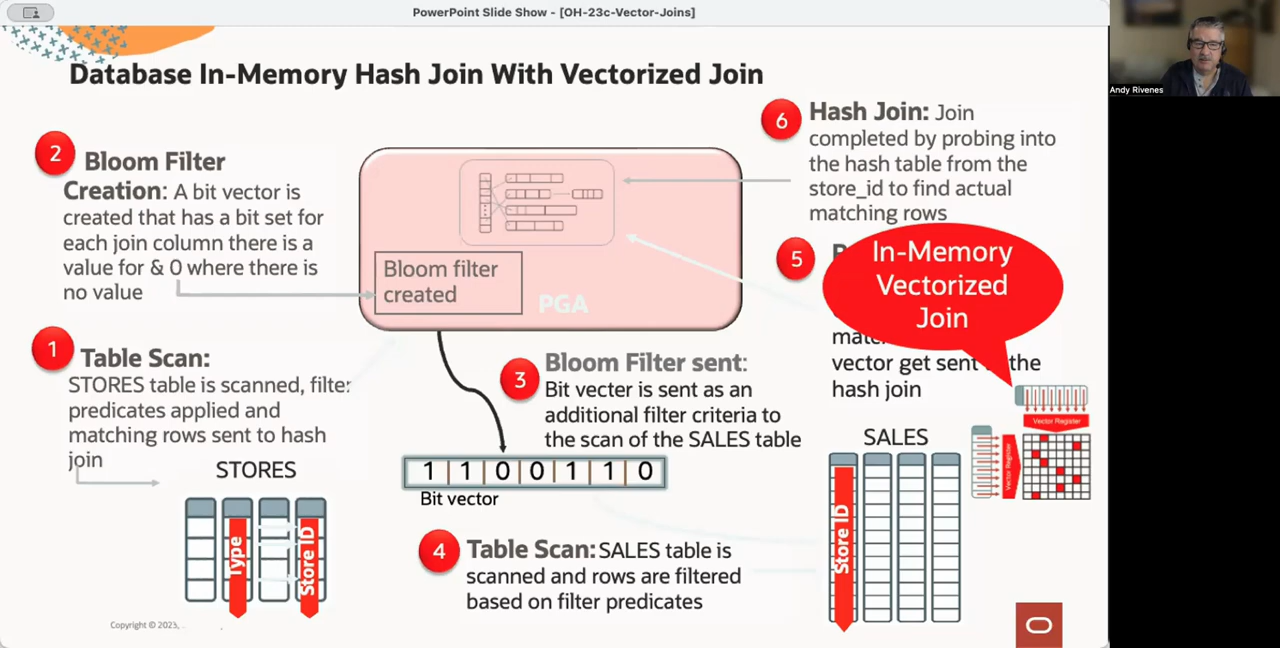 PowerPoint Slide Show - [OH-23c-Vector-Joins]
Andy Rivenes
Database In-Memory Hash Join With Vectorized Join
2
Bloom Filter
Creation: A bit vector is
created that has a bit set for
each join column there is a
value for & 0 where there is
no value
1
Table Scan:
STORES table is scanned, filter
predicates applied and
matching rows sent to hash
join
STORES
Type
Store ID
Bloom filter
created
PGA
3
Bloom Filter sent:
Bit vecter is sent as an
additional filter criteria to
the scan of the SALES table
1 1 0 0 1 1 0
Bit vector
4
Table Scan: SALES table is
scanned and rows are filtered
based on filter predicates
6
Hash Join: Join
completed by probing into
the hash table from the
store_id to find actual
matching rows
5
In-Memory
Vectorized
Join
vector get sent the
hash join
SALES
Store ID
Vector Register
Vector Register
Copyright © 2023,